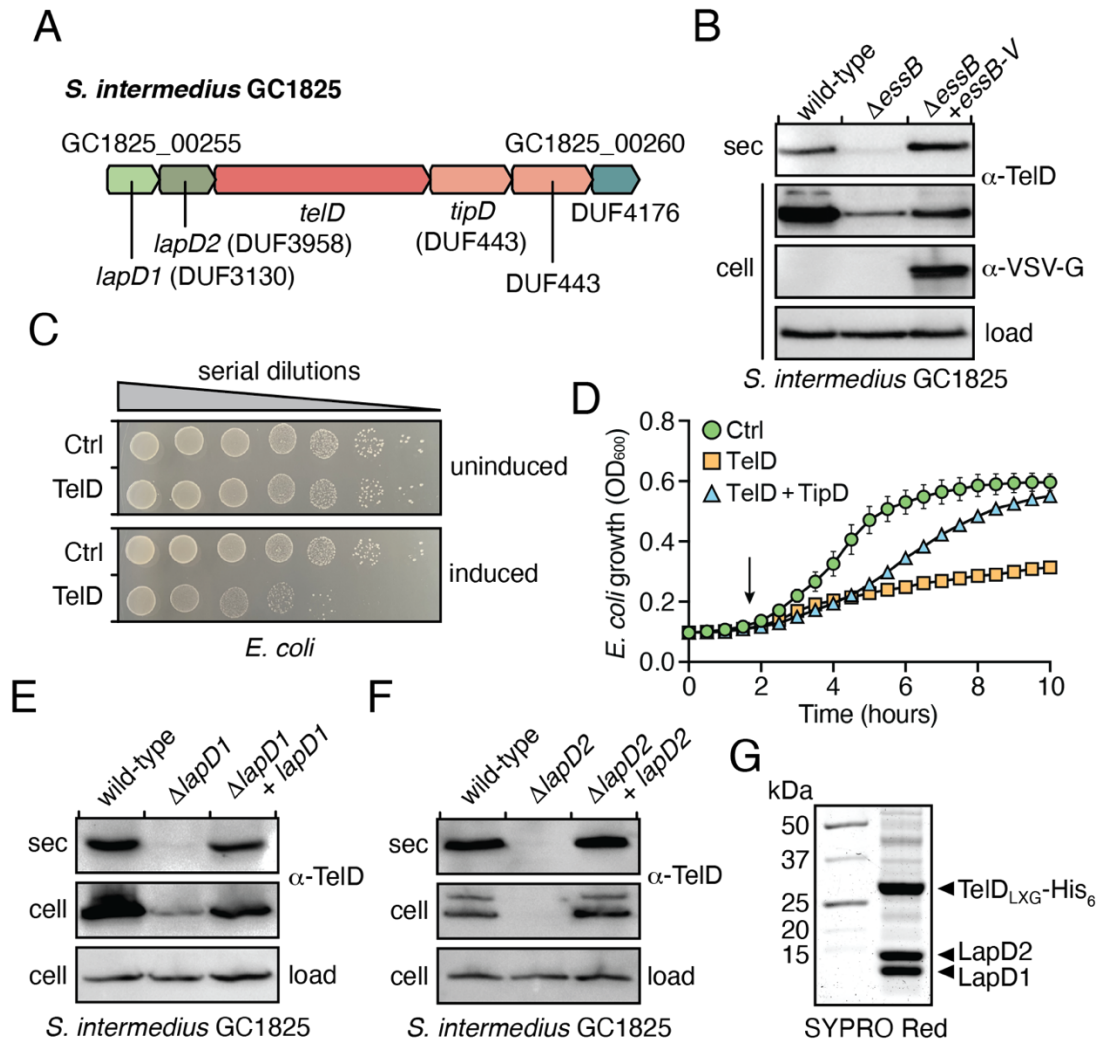 A
S. intermedius GC1825
GC1825_00255
GC1825_00260
telD
tipD
(DUF443)
DUF4176
lapD2 (DUF3958)
lapD1 (DUF3130)
DUF443
B
wild-type
ΔessB
ΔessB
+essB-V
sec
α-TelD
cell
α-VSV-G
load
S. intermedius GC1825
C
serial dilutions
Ctrl
TelD
uninduced
Ctrl
TelD
induced
E. coli
D
E. coli growth (OD600)
0.8
0.6
0.4
0.2
0.0
Ctrl
TelD
TelD + TipD
0 2 4 6 8 10
Time (hours)
E
wild-type
ΔlapD1
ΔlapD1
+ lapD1
sec
α-TelD
cell
cell
load
S. intermedius GC1825
F
wild-type
ΔlapD2
ΔlapD2
+ lapD2
sec
α-TelD
cell
cell
load
S. intermedius GC1825
G
kDa
50
37
25
20
15
TelDLXG-His6
LapD2
LapD1
SYPRO Red